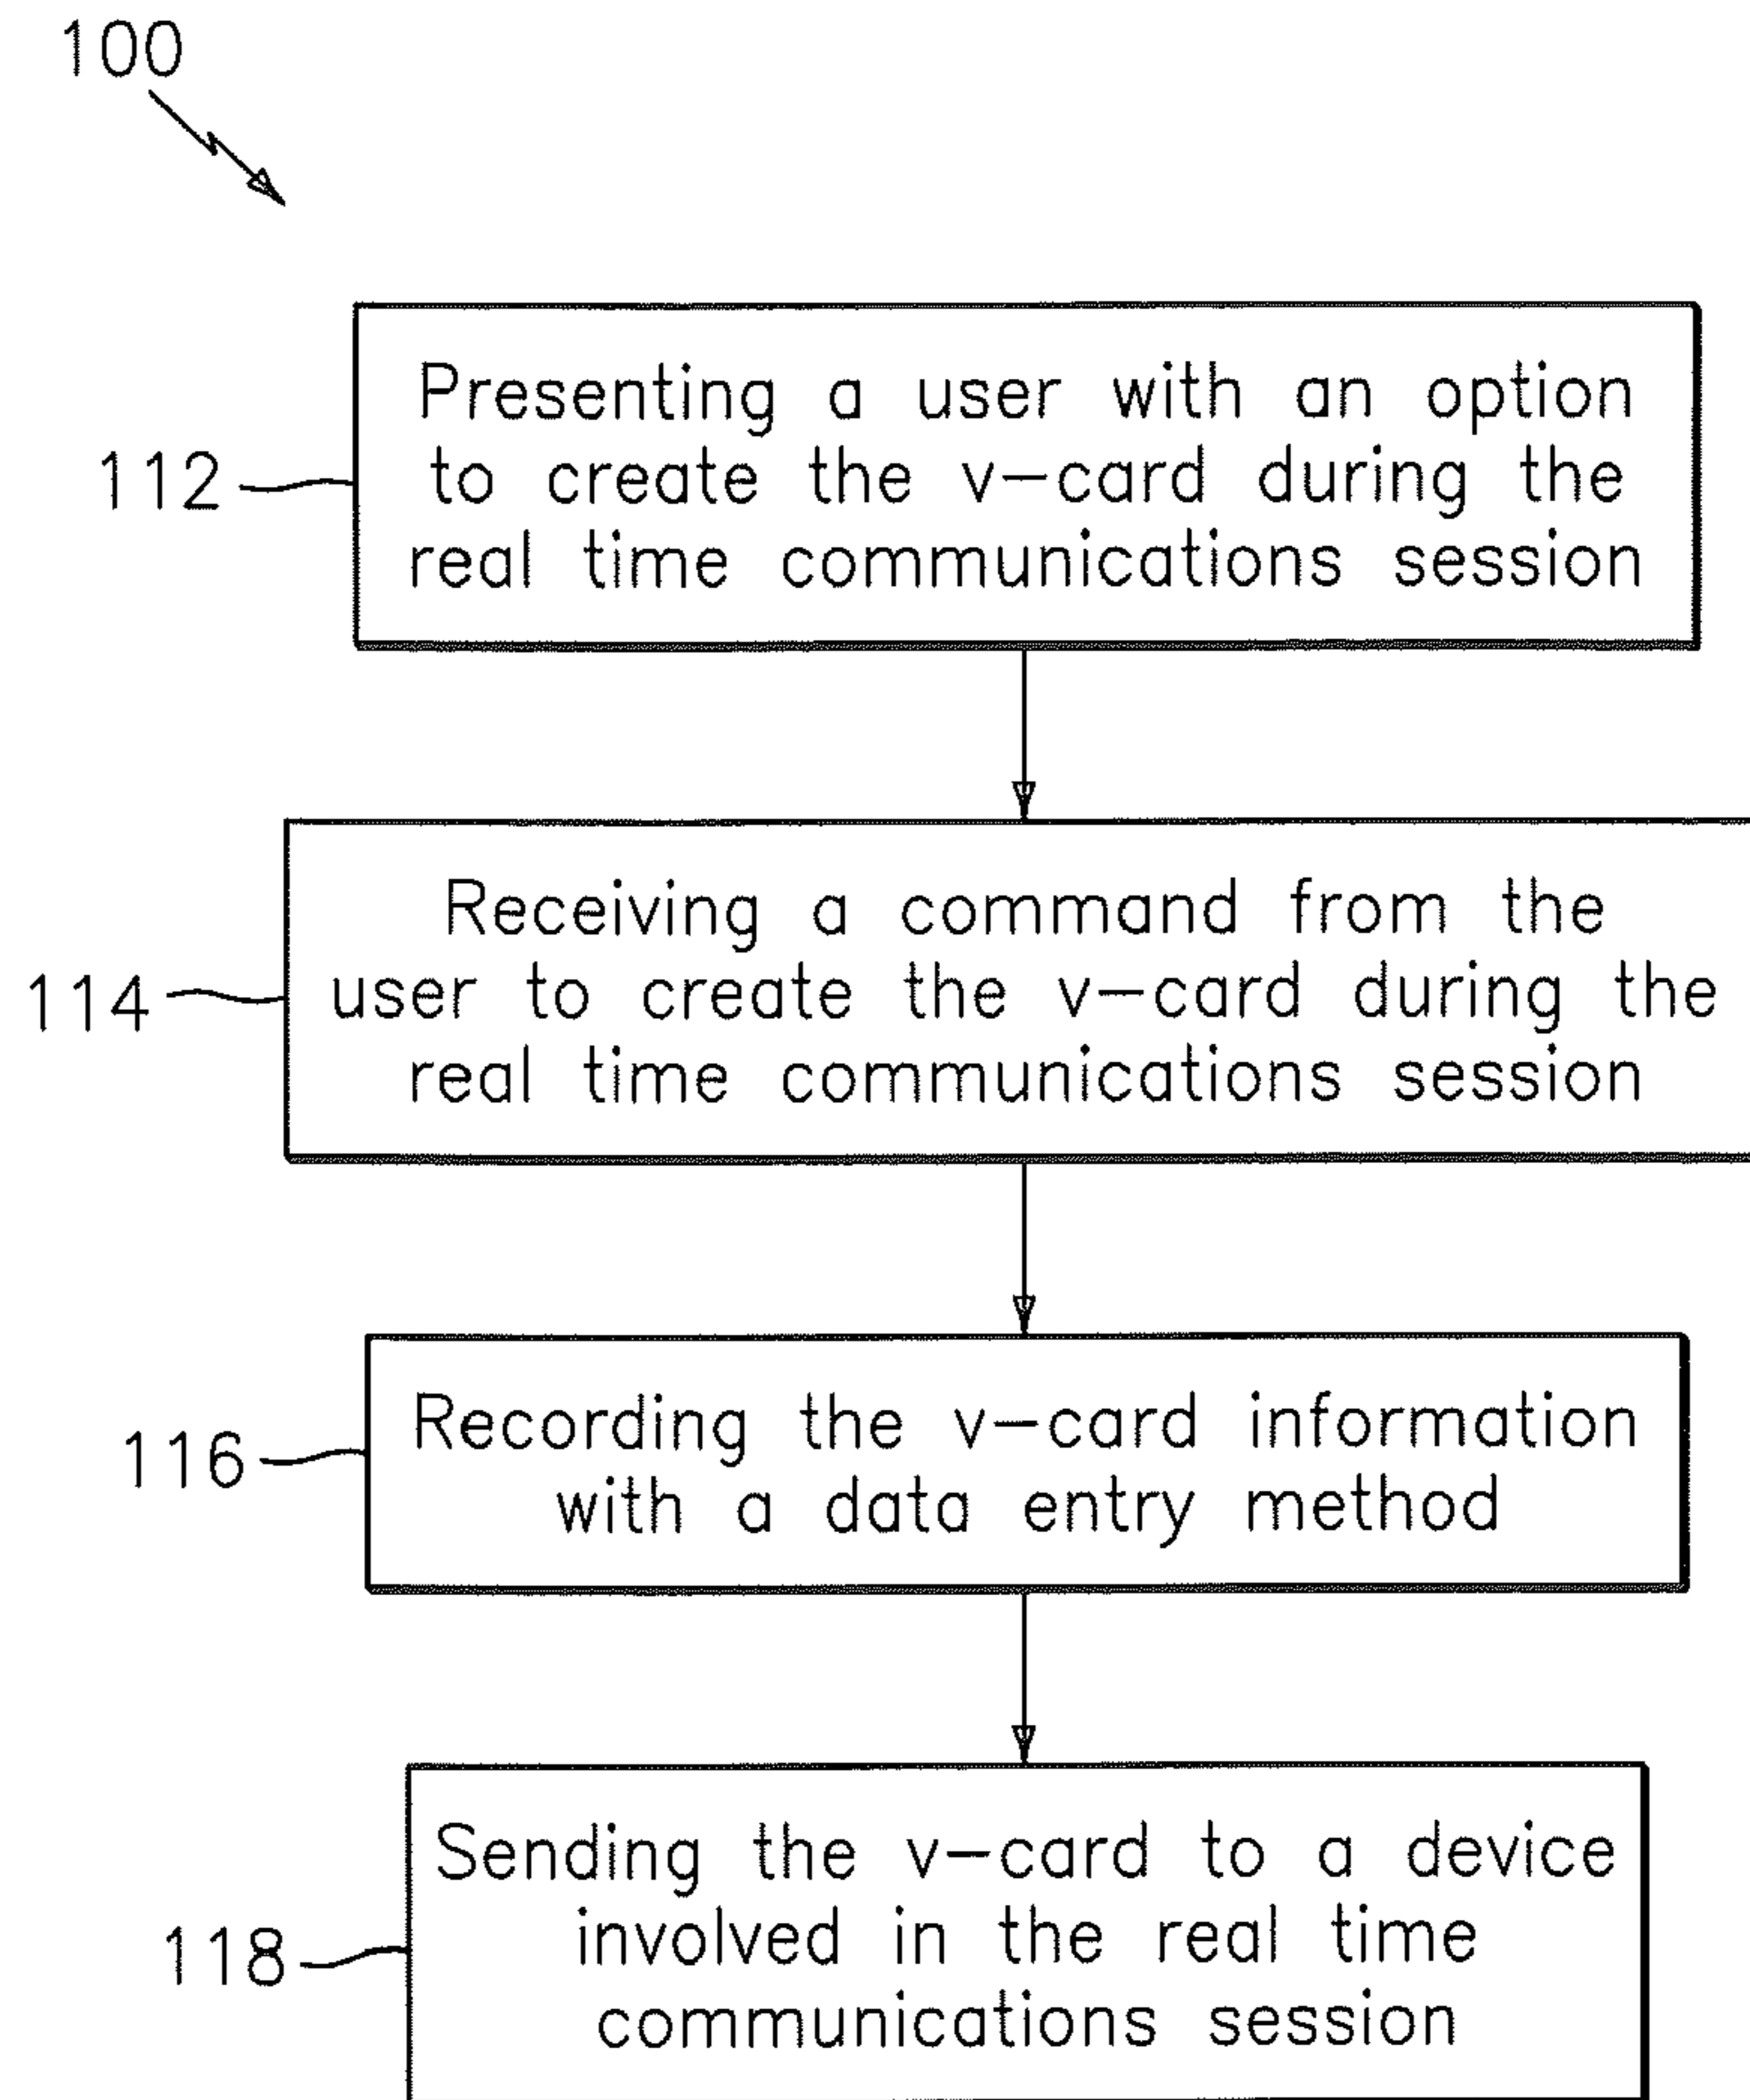 100
112
Presenting a user with an option
to create the v-card during the
real time communications session
114
Receiving a command from the
user to create the v-card during the
real time communications session
116
Recording the v-card information
with a data entry method
118
Sending the v-card to a device
involved in the real time
communications session